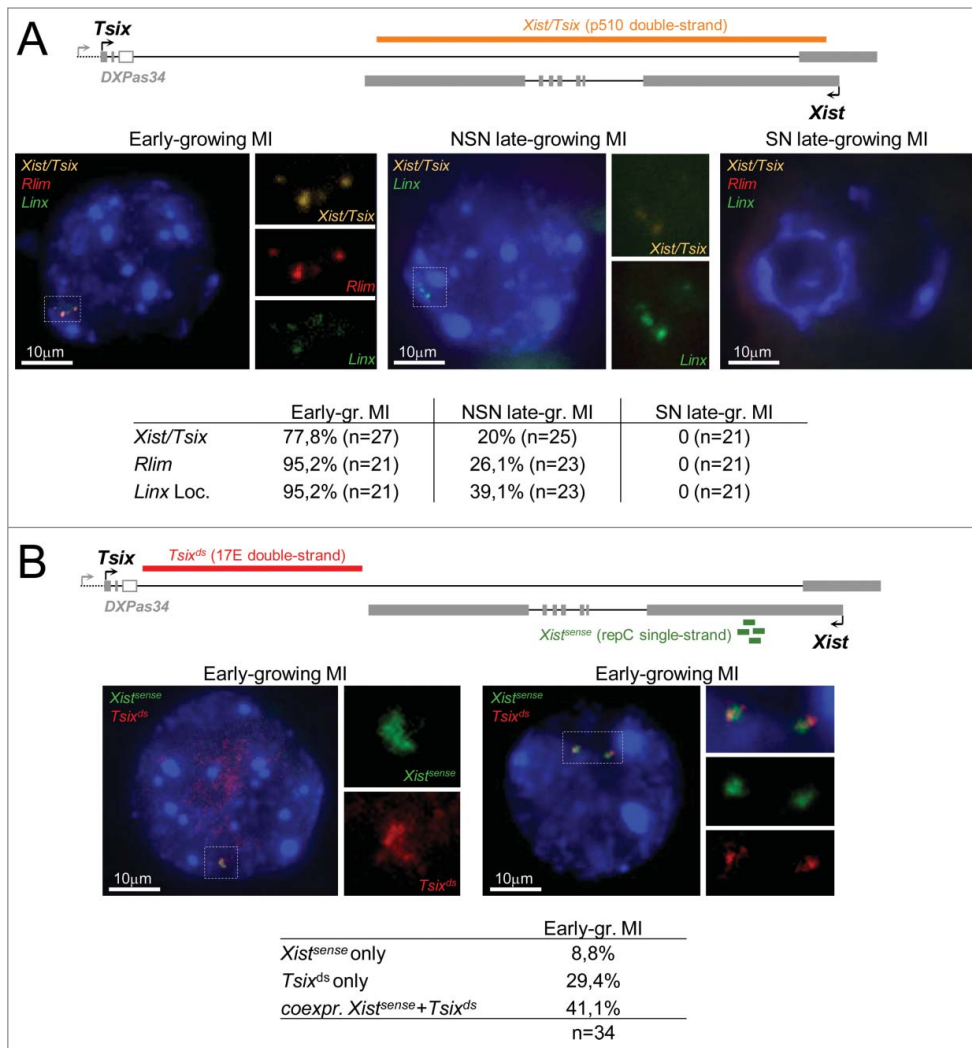 A
Xist/Tsix (p510 double-strand)
Tsix
DXPas34
Xist
Early-growing MI
NSN late-growing MI
SN late-growing MI
Xist/Tsix
Rlim
Linx
10μm
Xist/Tsix
Rlim
Linx
Xist/Tsix
Linx
10μm
Xist/Tsix
Linx
Xist/Tsix
Rlim
Linx
10μm
Early-gr. MI NSN late-gr. MI SN late-gr. MI
Xist/Tsix 77,8% (n=27) 20% (n=25) 0 (n=21)
Rlim 95,2% (n=21) 26,1% (n=23) 0 (n=21)
Linx Loc. 95,2% (n=21) 39,1% (n=23) 0 (n=21)
B
Tsix
Tsixds (17E double-strand)
DXPas34
Xistsense (repC single-strand)
Xist
Early-growing MI
Early-growing MI
Xistsense
Tsixds
10μm
Xistsense
Tsixds
Xistsense
Tsixds
10μm
Early-gr. MI
Xistsense only 8,8%
Tsixds only 29,4%
coexpr. Xistsense+Tsixds 41,1%
n=34